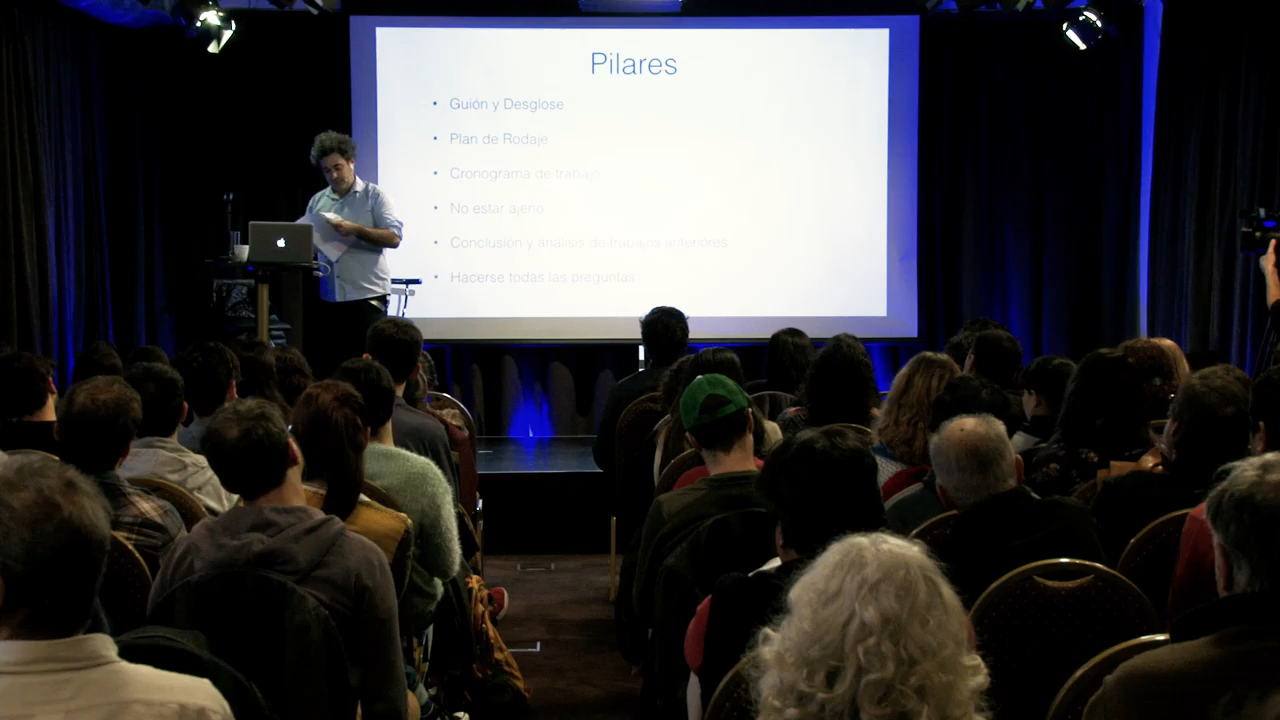 Pilares
• Guión y Desglose
• Plan de Rodaje
• Cronograma de trabajo
• No estar ajeno
• Conclusión y análisis de trabajos anteriores
• Hacerse todas las preguntas